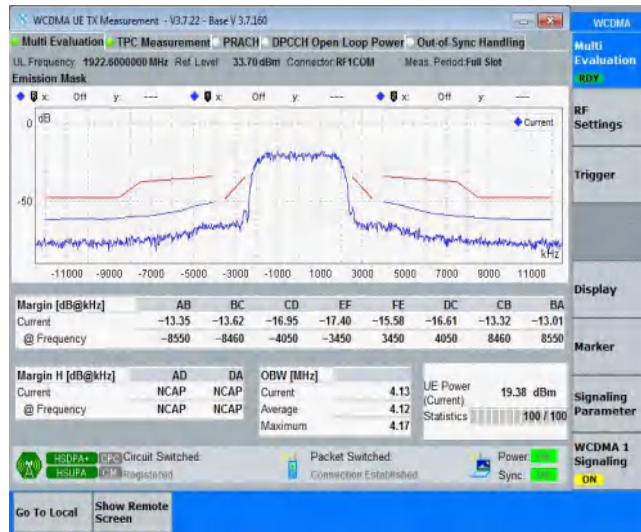 WCDMA UE TX Measurement - V3.7.22 - Base V 3.7.160
WCDMA
Multi Evaluation TPC Measurement PRACH DPCCH Open Loop Power Out-of-Sync Handling
UL Frequency 1922.6000000 MHz Ref. Level 33.70 dBm Connector: RF1COM Meas. Period: Full Slot
Emission Mask
x: Off y: --- x: Off y: --- x: Off y: ---
dB
Current
0
-50
kHz
-11000 -9000 -7000 -5000 -3000 -1000 1000 3000 5000 7000 9000 11000
Margin [dB@kHz] AB BC CD EF FE DC CB BA
Current -13.35 -13.62 -16.95 -17.40 -15.58 -16.61 -13.32 -13.01
@ Frequency -8550 -8460 -4050 -3450 3450 4050 8460 8550
Margin H [dB@kHz] AD DA
Current NCAP NCAP
@ Frequency NCAP NCAP
OBW [MHz]
Current 4.13
Average 4.12
Maximum 4.17
UE Power (Current) 19.38 dBm
Statistics 100 / 100
HSDPA+ CPC Circuit Switched:
HSUPA CM Registered
Packet Switched:
Connection Established
Power:
Sync:
Multi Evaluation
RDY
RF Settings
Trigger
Display
Marker
Signaling Parameter
WCDMA 1 Signaling
ON
Go To Local
Show Remote Screen